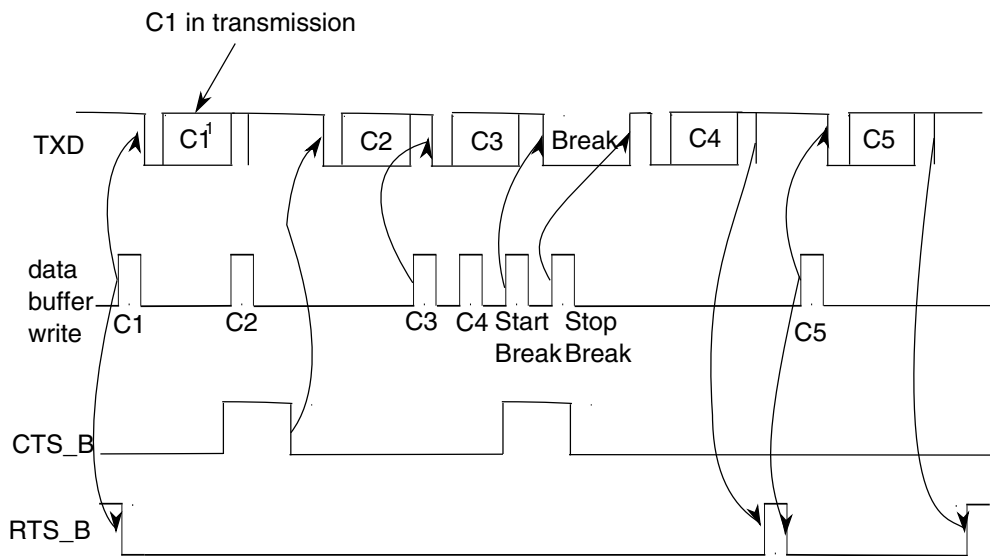 C1 in transmission
TXD
C1
1
C2
C3
Break
C4
C5
data
buffer
write
C1
C2
C3
C4
Start
Break
Stop
Break
C5
CTS_B
RTS_B